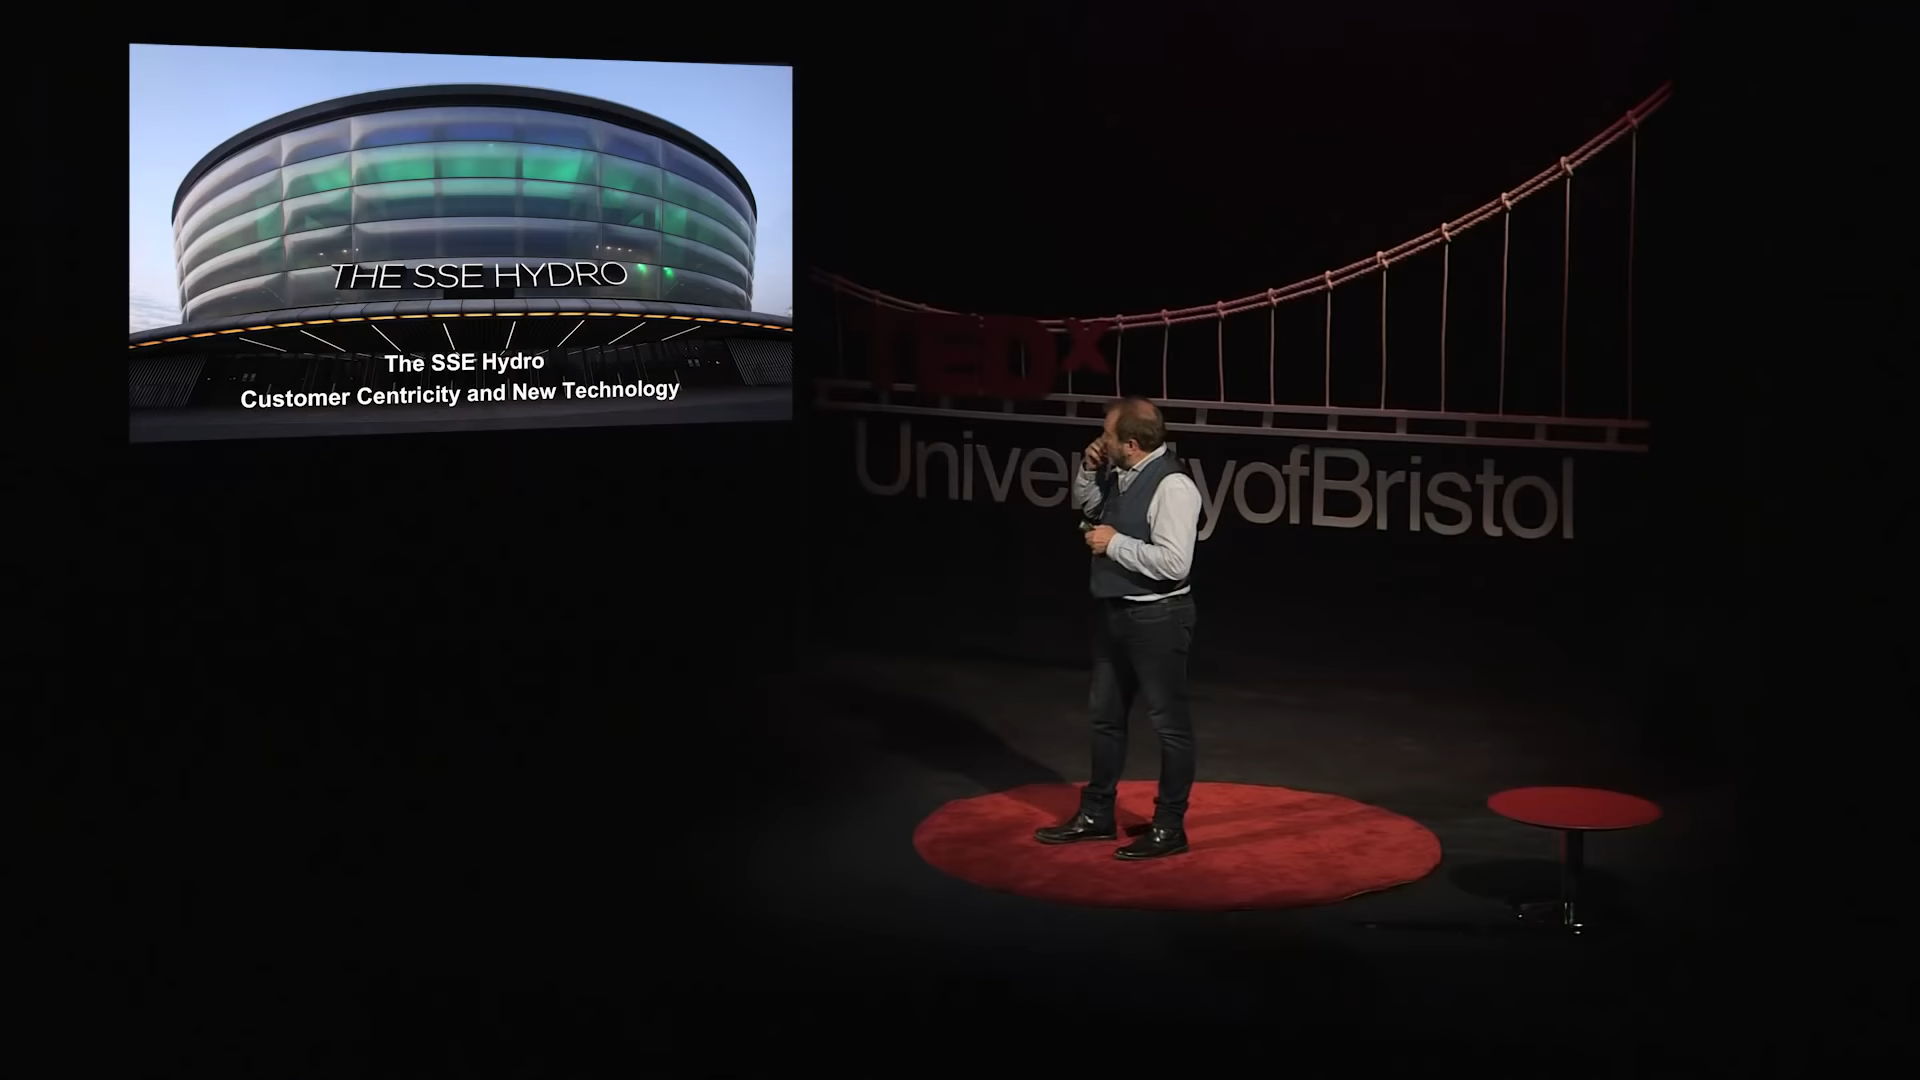 THE SSE HYDRO
The SSE Hydro
Customer Centricity and New Technology
TEDx
UniversityofBristol